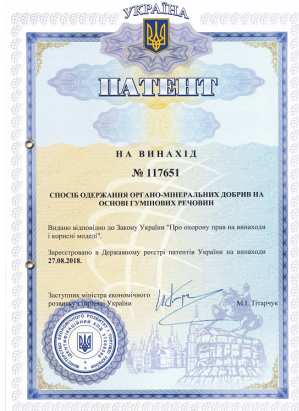 УКРАЇНА
ПАТЕНТ
НА ВИНАХІД
№ 117651
СПОСІБ ОДЕРЖАННЯ ОРГАНО-МІНЕРАЛЬНИХ ДОБРИВ НА
ОСНОВІ ГУМІНОВИХ РЕЧОВИН
Видано відповідно до Закону України "Про охорону прав на винаходи
і корисні моделі".
Зареєстровано в Державному реєстрі патентів України на винаходи
27.08.2018.
Заступник міністра економічного
розвитку і торгівлі України
М.І. Тітарчук